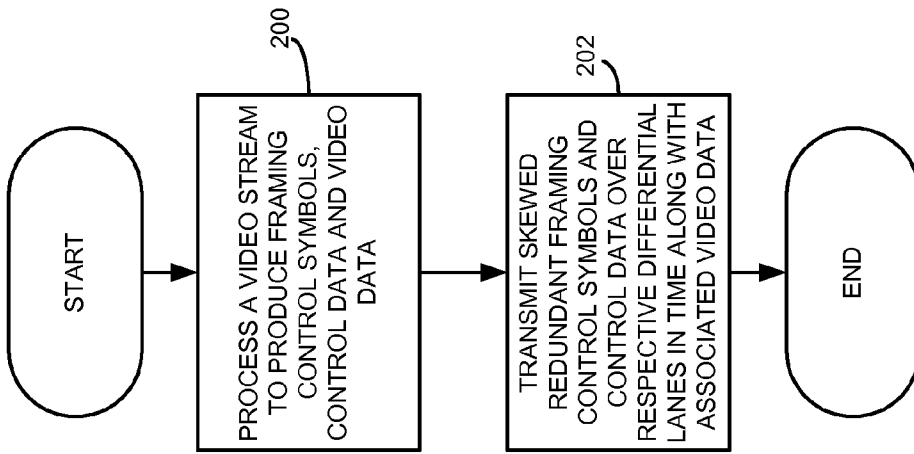 START
200
PROCESS A VIDEO STREAM
TO PRODUCE FRAMING
CONTROL SYMBOLS,
CONTROL DATA AND VIDEO
DATA
202
TRANSMIT SKEWED
REDUNDANT FRAMING
CONTROL SYMBOLS AND
CONTROL DATA OVER
RESPECTIVE DIFFERENTIAL
LANES IN TIME ALONG WITH
ASSOCIATED VIDEO DATA
END